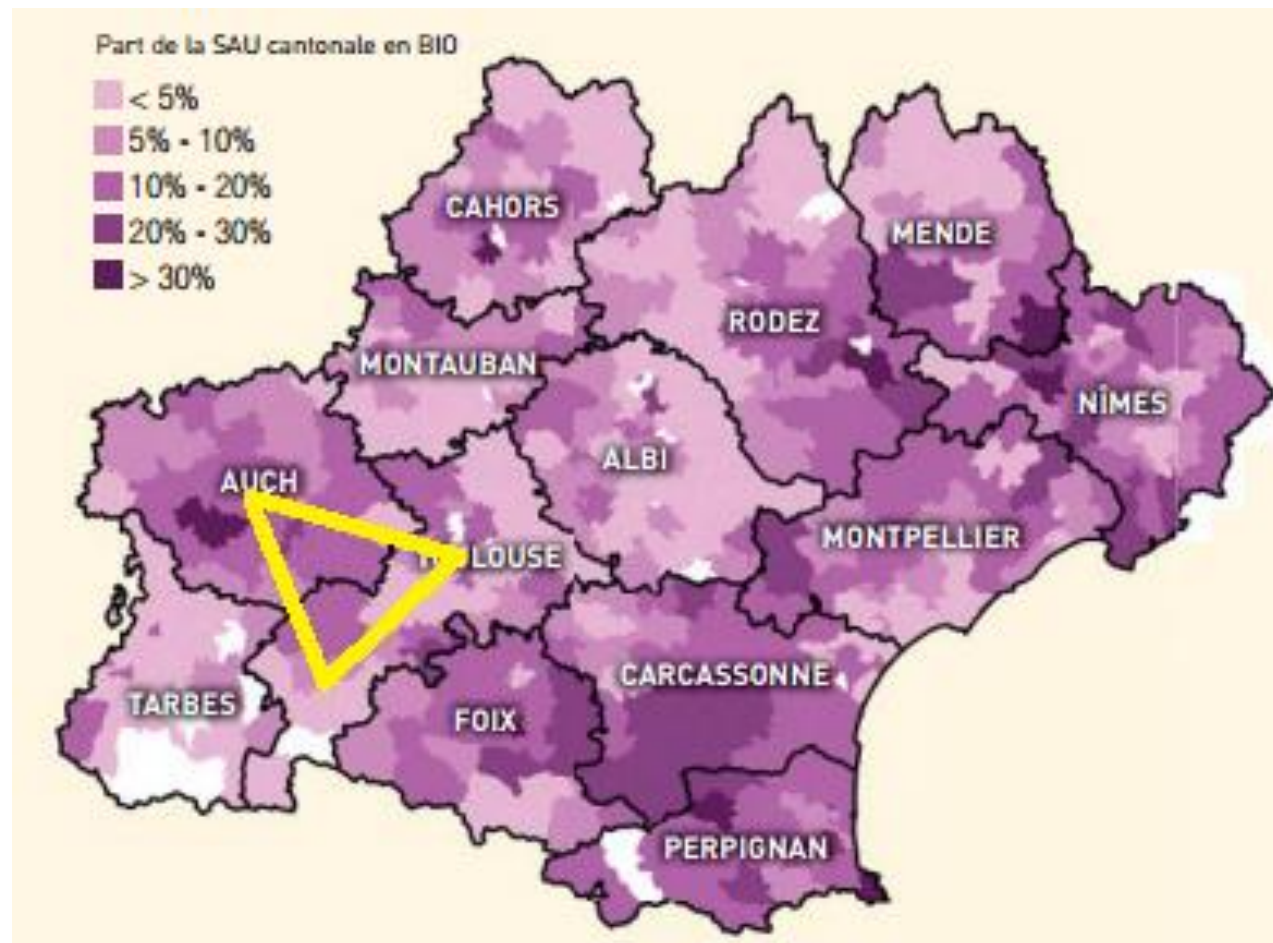 Part de la SAU cantonale en BIO
< 5%
5% - 10%
10% - 20%
20% - 30%
> 30%
CAHORS
MENDE
RODEZ
MONTAUBAN
NÎMES
ALBI
AUCH
MONTPELLIER
TOULOUSE
CARCASSONNE
TARBES
FOIX
PERPIGNAN